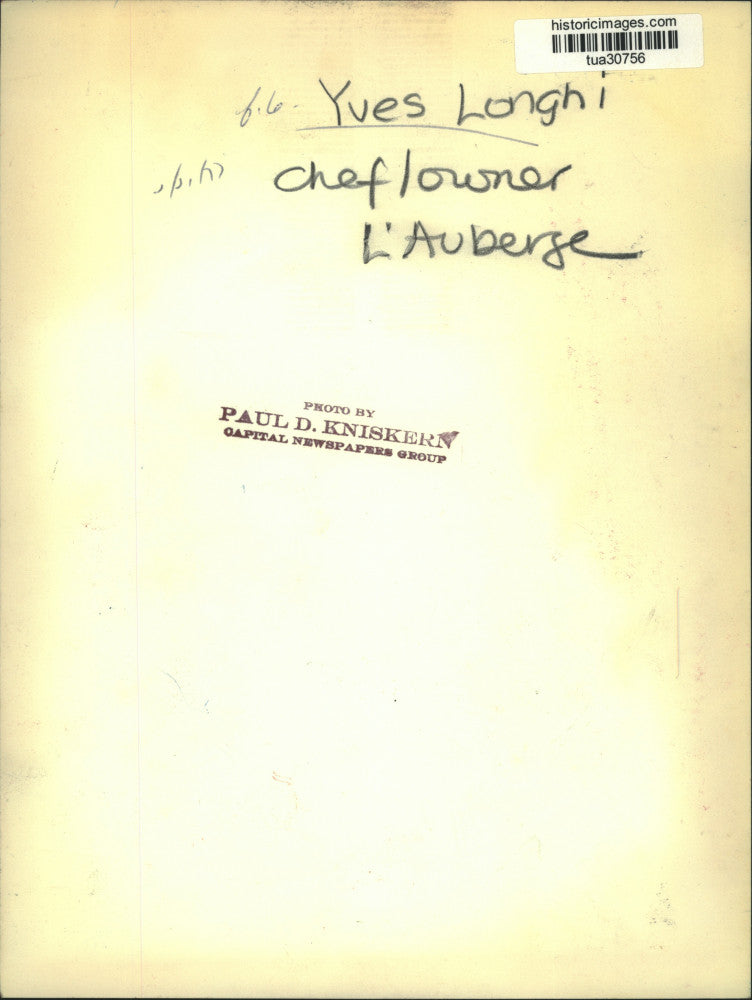 historicimages.com
tua30756
Yves Longhi
chef/owner
L'Auberge
PHOTO BY
PAUL D. KNISKERN
CAPITAL NEWSPAPERS GROUP